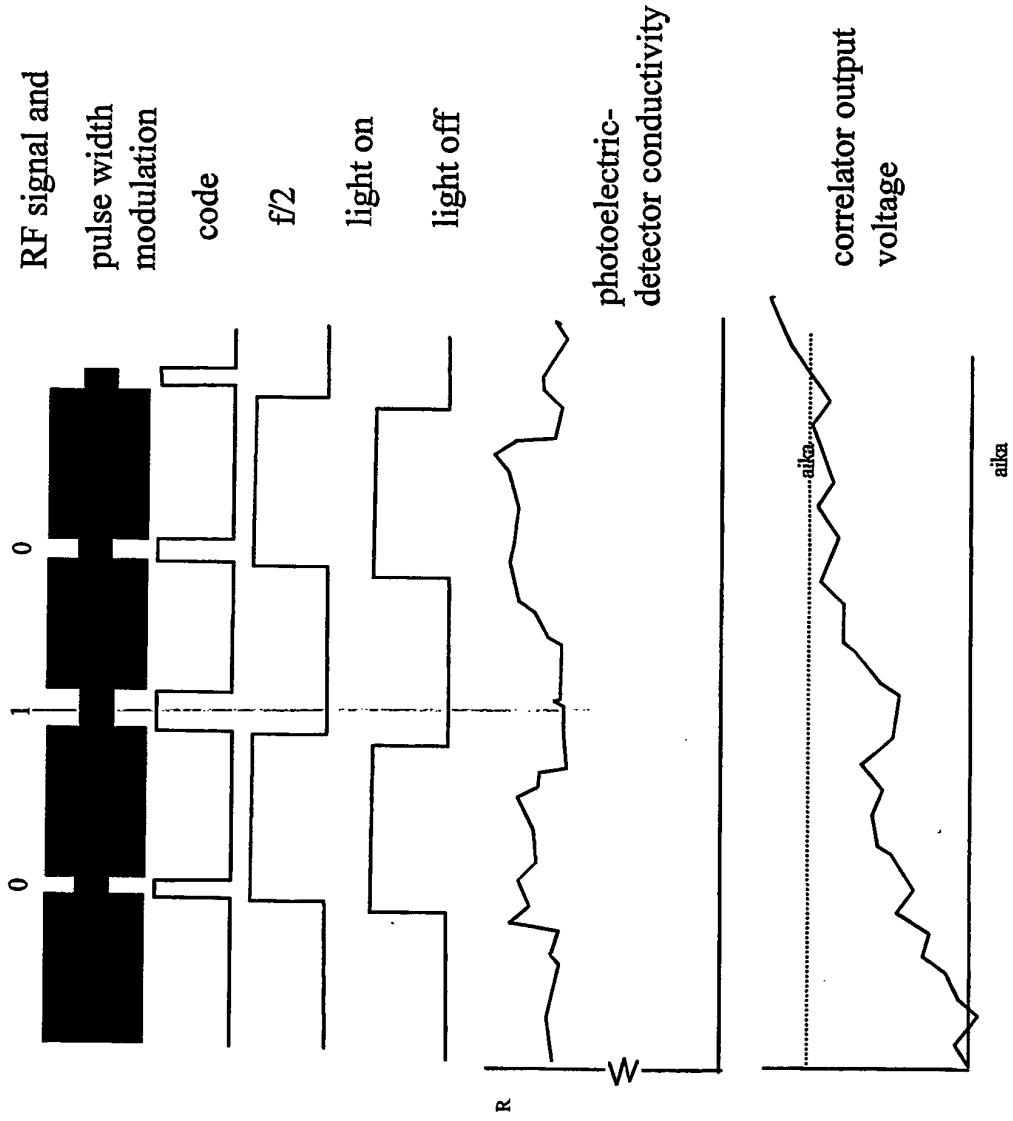 RF signal and
pulse width
modulation
code
f/2
light on
light off
photoelectric-
detector conductivity
correlator output
voltage
0
1
0
R
aika
aika